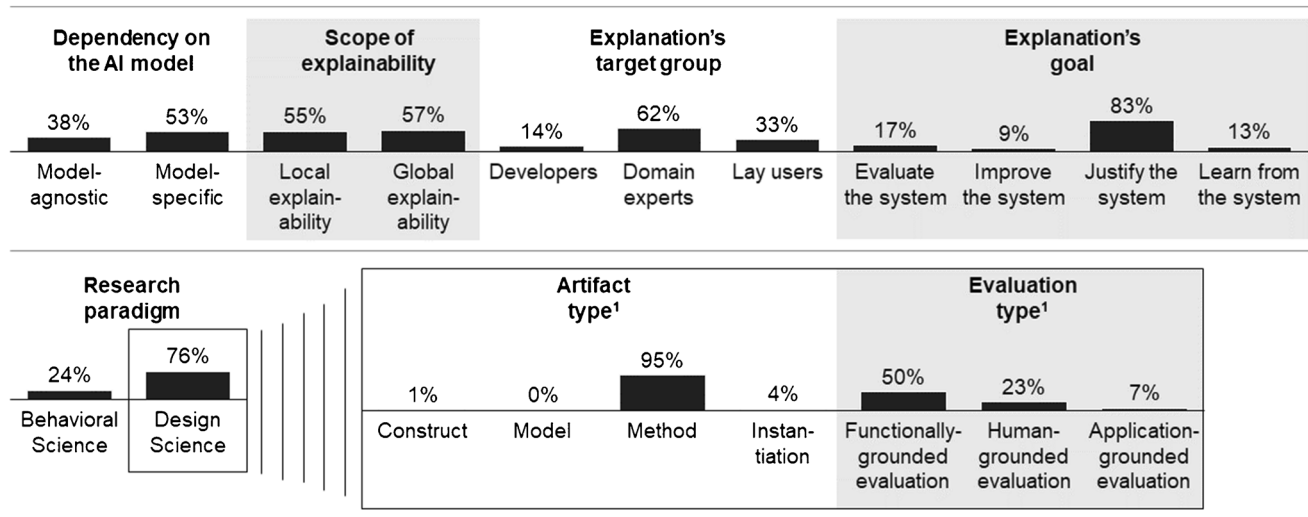 Dependency on
the AI model
38%
53%
Model-
agnostic
Model-
specific
Scope of
explainability
55%
57%
Local
explain-
ability
Global
explain-
ability
Explanation's
target group
14%
62%
33%
Developers
Domain
experts
Lay users
Explanation's
goal
17%
9%
83%
13%
Evaluate
the system
Improve
the system
Justify the
system
Learn from
the system
Research
paradigm
24%
76%
Behavioral
Science
Design
Science
Artifact
type¹
1%
0%
95%
4%
Construct
Model
Method
Instan-
tiation
Evaluation
type¹
50%
23%
7%
Functionally-
grounded
evaluation
Human-
grounded
evaluation
Application-
grounded
evaluation